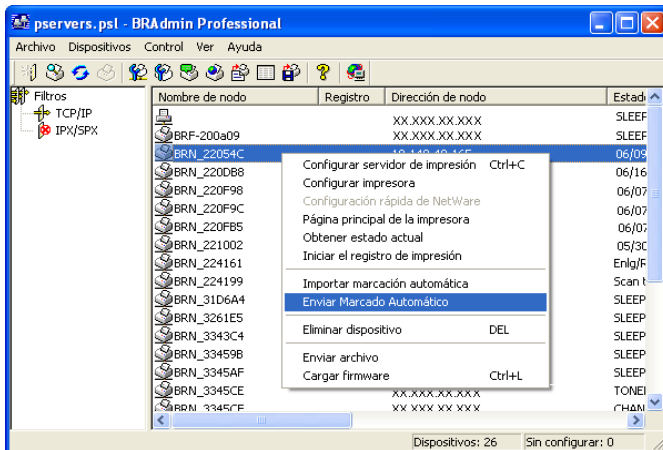 pservers.psl - BRAdmin Professional
Archivo Dispositivos Control Ver Ayuda
Filtros
TCP/IP
IPX/SPX
Nombre de nodo Registro Dirección de nodo Estad
XX.XXX.XX.XXX SLEEP
BRF-200a09 XX.XXX.XX.XXX SLEEP
BRN_22054C 06/09
BRN_220DB8 06/16
BRN_220F98 06/07
BRN_220F9C 06/07
BRN_220FB5 06/07
BRN_221002 05/30
BRN_224161 Enlg/F
BRN_224199 Scan t
BRN_31D6A4 SLEEP
BRN_3261E5 SLEEP
BRN_3343C4 SLEEP
BRN_33459B SLEEP
BRN_3345AF SLEEP
BRN_3345CE XX.XXX.XX.XXX TONEI
BRN_3345CF XX.XXX.XX.XXX CHAN
Configurar servidor de impresión Ctrl+C
Configurar impresora
Configuración rápida de NetWare
Página principal de la impresora
Obtener estado actual
Iniciar el registro de impresión
Importar marcación automática
Enviar Marcado Automático
Eliminar dispositivo DEL
Enviar archivo
Cargar firmware Ctrl+L
Dispositivos: 26 Sin configurar: 0